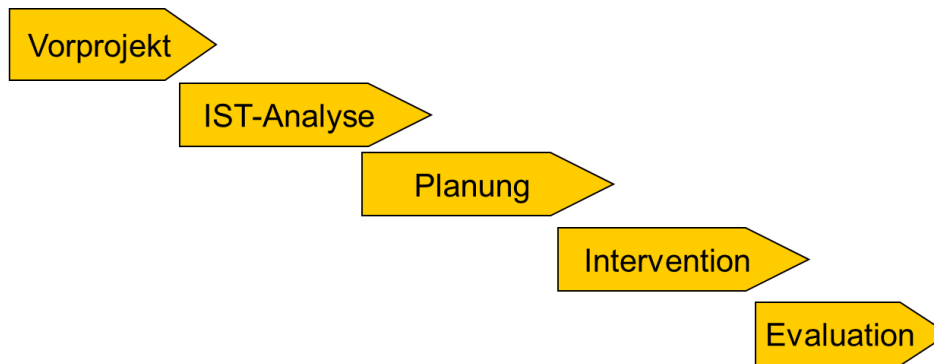 Vorprojekt
IST-Analyse
Planung
Intervention
Evaluation